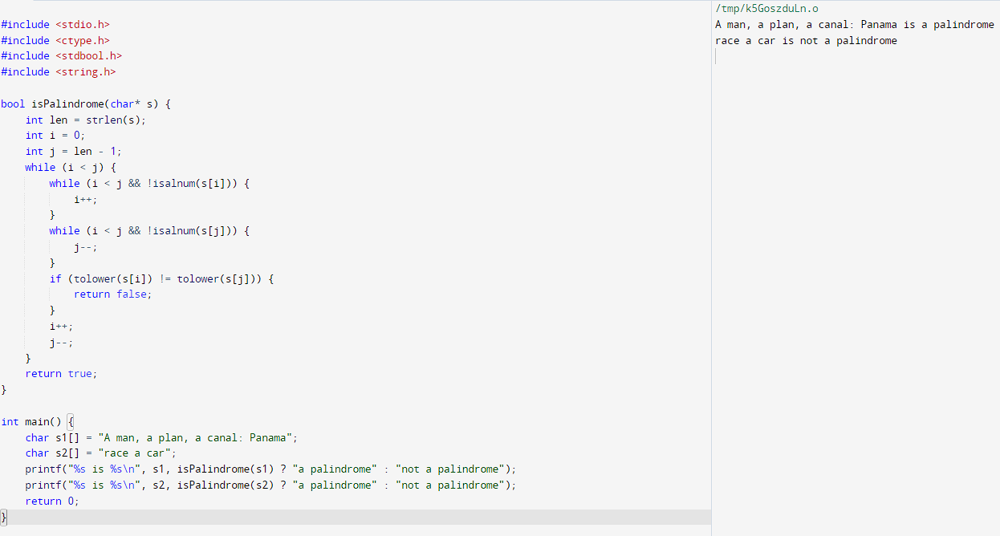 #include <stdio.h>
#include <ctype.h>
#include <stdbool.h>
#include <string.h>

bool isPalindrome(char* s) {
    int len = strlen(s);
    int i = 0;
    int j = len - 1;
    while (i < j) {
        while (i < j && !isalnum(s[i])) {
            i++;
        }
        while (i < j && !isalnum(s[j])) {
            j--;
        }
        if (tolower(s[i]) != tolower(s[j])) {
            return false;
        }
        i++;
        j--;
    }
    return true;
}

int main() {
    char s1[] = "A man, a plan, a canal: Panama";
    char s2[] = "race a car";
    printf("%s is %s\n", s1, isPalindrome(s1) ? "a palindrome" : "not a palindrome");
    printf("%s is %s\n", s2, isPalindrome(s2) ? "a palindrome" : "not a palindrome");
    return 0;
}
/tmp/k5GoszduLn.o
A man, a plan, a canal: Panama is a palindrome
race a car is not a palindrome